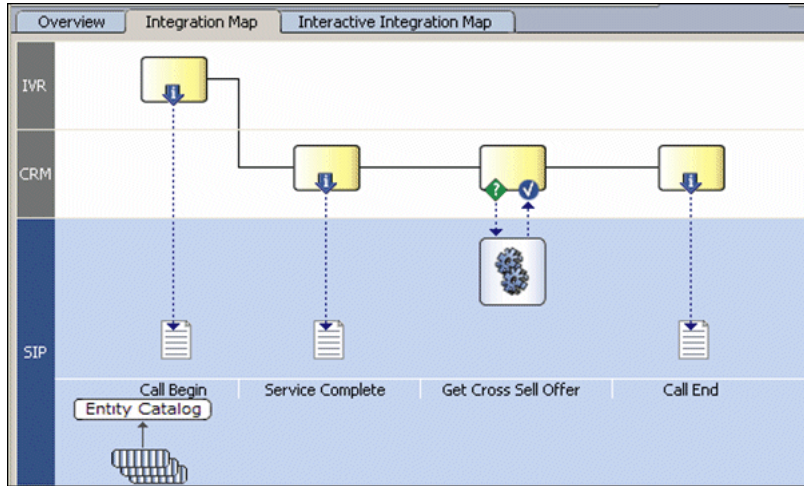 Overview Integration Map Interactive Integration Map
IVR
CRM
SIP
Call Begin Service Complete Get Cross Sell Offer Call End
Entity Catalog